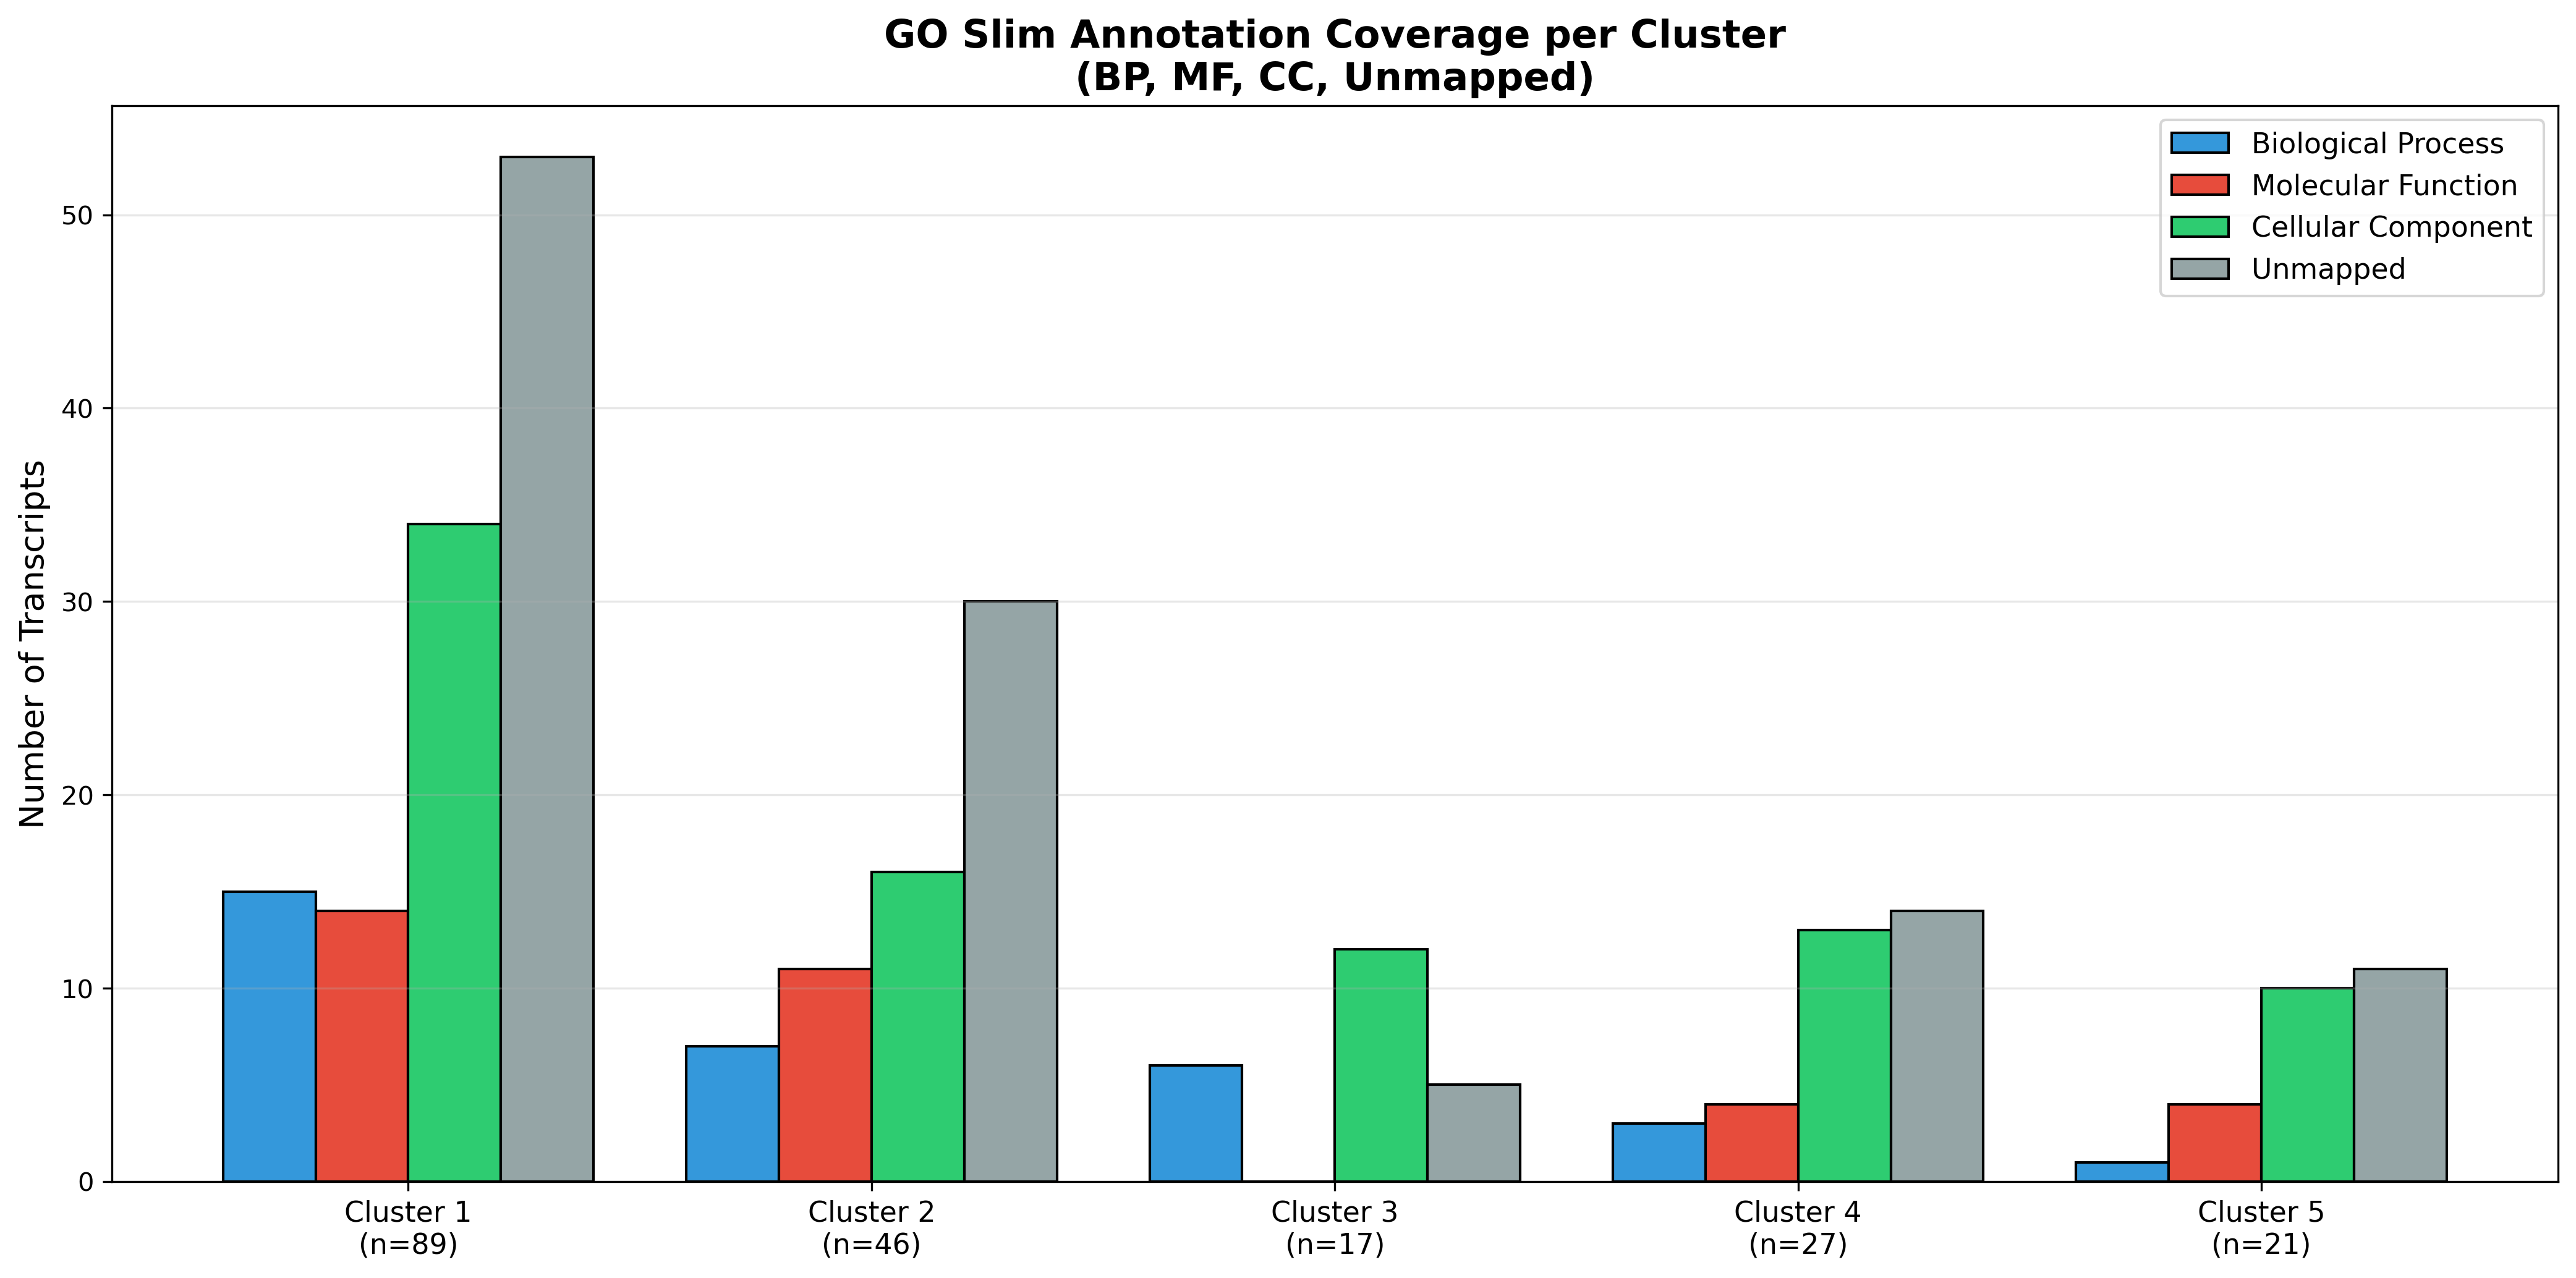 GO Slim Annotation Coverage per Cluster
(BP, MF, CC, Unmapped)
Biological Process
Molecular Function
Cellular Component
Unmapped
Number of Transcripts
50
40
30
20
10
0
Cluster 1
(n=89)
Cluster 2
(n=46)
Cluster 3
(n=17)
Cluster 4
(n=27)
Cluster 5
(n=21)